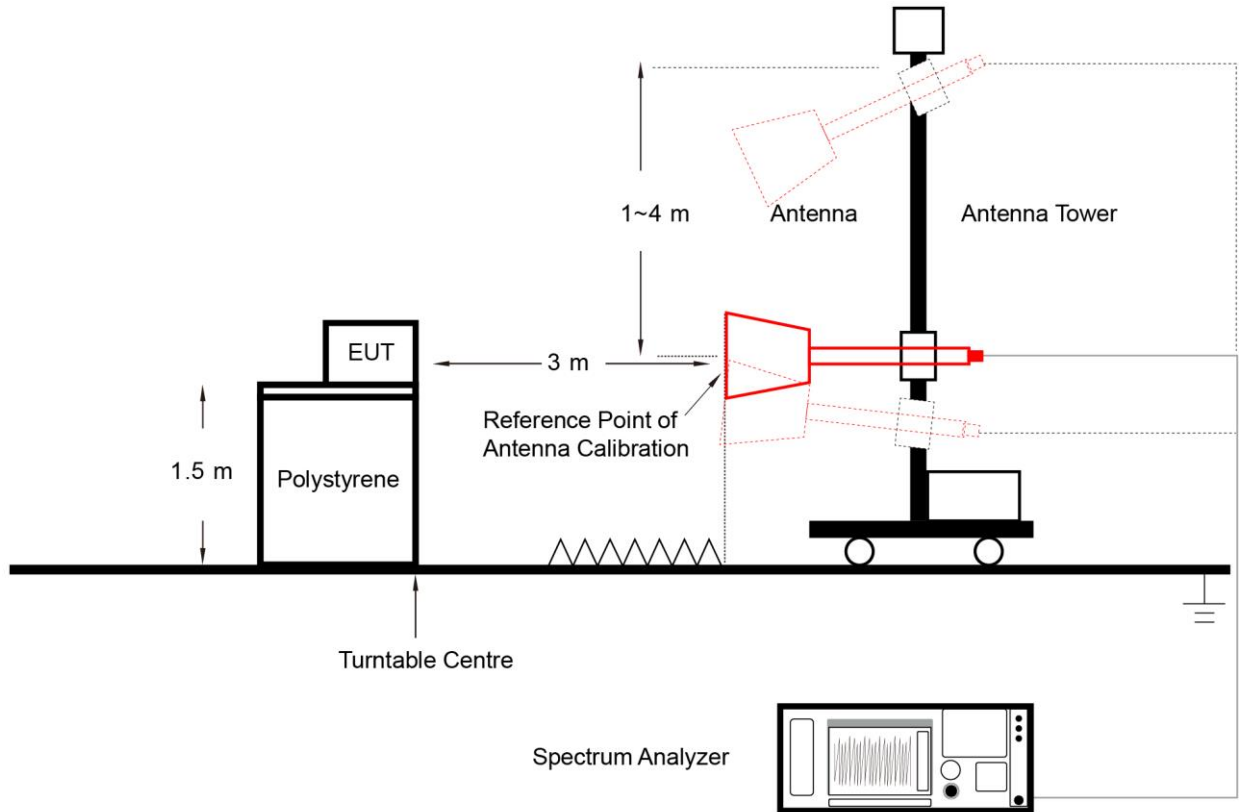 1~4 m
Antenna
Antenna Tower
EUT
3 m
Reference Point of
Antenna Calibration
1.5 m
Polystyrene
Turntable Centre
Spectrum Analyzer